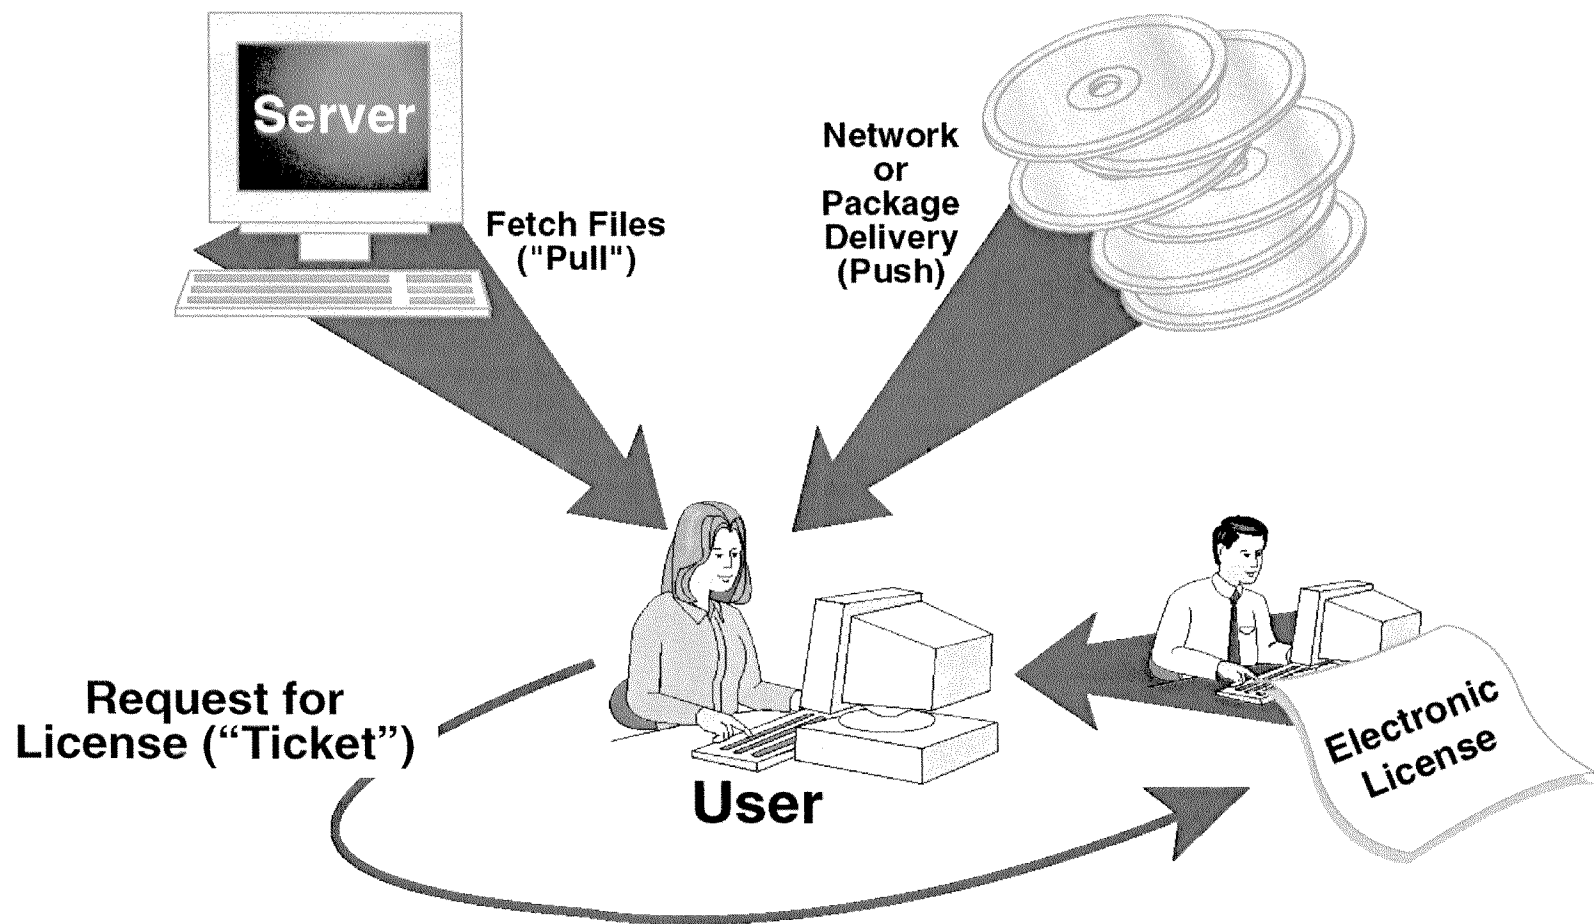 Server
Fetch Files
("Pull")
Network
or
Package
Delivery
(Push)
Request for
License (“Ticket”)
User
Electronic
License